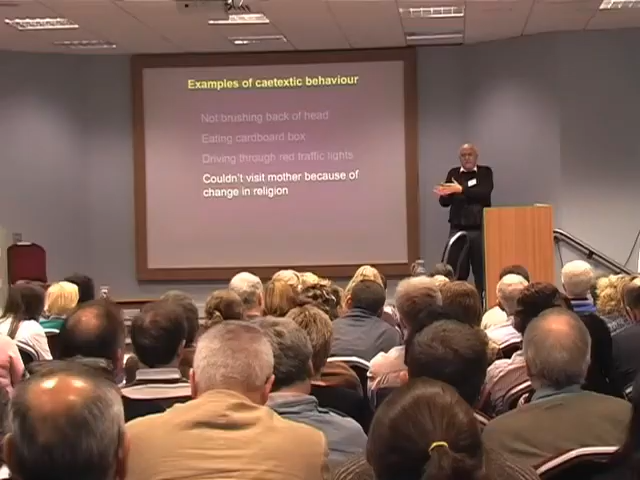 Examples of caetextic behaviour
Not brushing back of head
Eating cardboard box
Driving through red traffic lights
Couldn't visit mother because of
change in religion